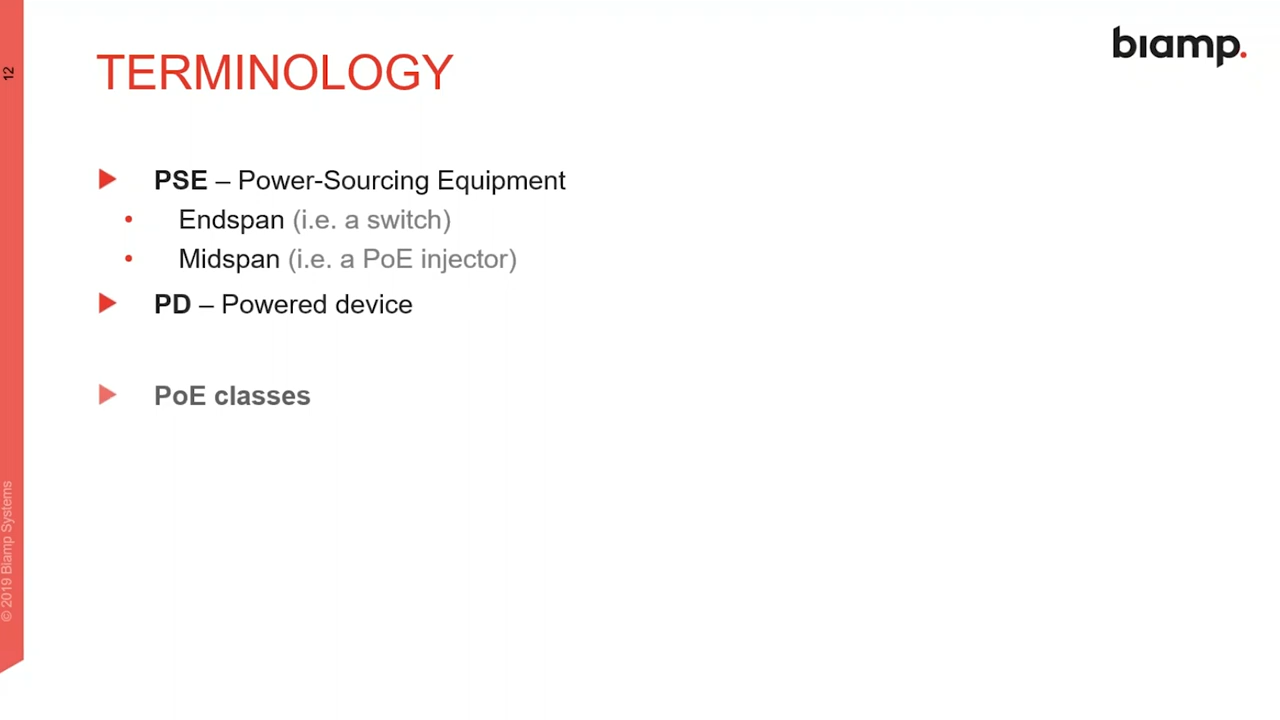 12
TERMINOLOGY
biamp.
PSE – Power-Sourcing Equipment
• Endspan (i.e. a switch)
• Midspan (i.e. a PoE injector)
PD – Powered device
PoE classes
© 2019 Biamp Systems